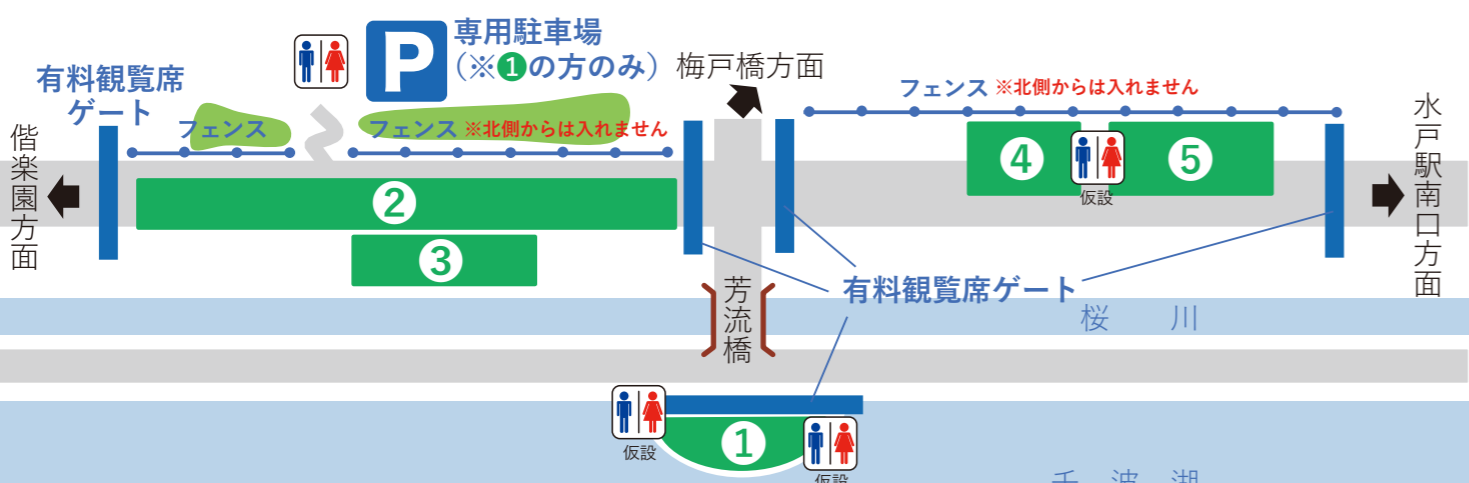 P
専用駐車場
(※❶の方のみ)
梅戸橋方面
有料観覧席
ゲート
フェンス
フェンス ※北側からは入れません
フェンス ※北側からは入れません
偕楽園方面
水戸駅南口方面
❷
❸
❹
❺
仮設
有料観覧席ゲート
芳流橋
桜川
❶
仮設
仮設
千波湖